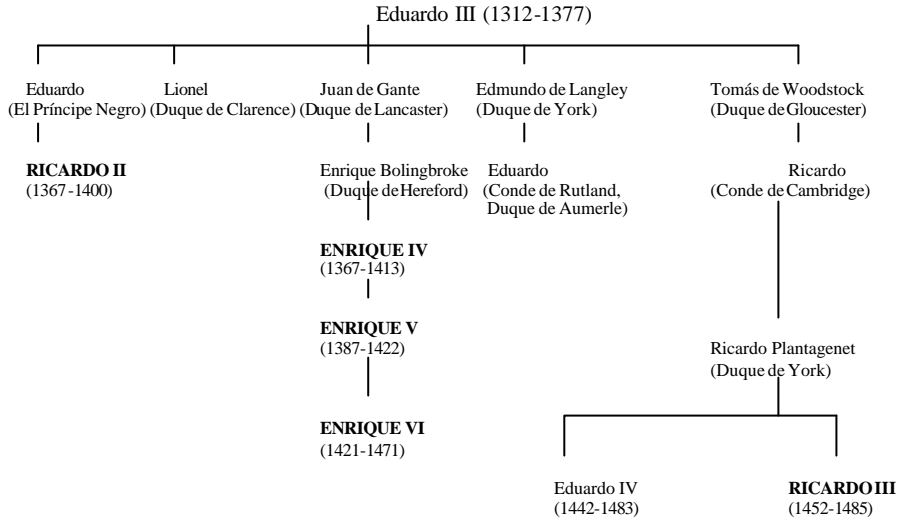 Eduardo III (1312-1377)
Eduardo
(El Príncipe Negro)
Lionel
(Duque de Clarence)
Juan de Gante
(Duque de Lancaster)
Edmundo de Langley
(Duque de York)
Tomás de Woodstock
(Duque de Gloucester)
RICARDO II
(1367-1400)
Enrique Bolingbroke
(Duque de Hereford)
Eduardo
(Conde de Rutland,
Duque de Aumerle)
Ricardo
(Conde de Cambridge)
ENRIQUE IV
(1367-1413)
ENRIQUE V
(1387-1422)
Ricardo Plantagenet
(Duque de York)
ENRIQUE VI
(1421-1471)
Eduardo IV
(1442-1483)
RICARDO III
(1452-1485)